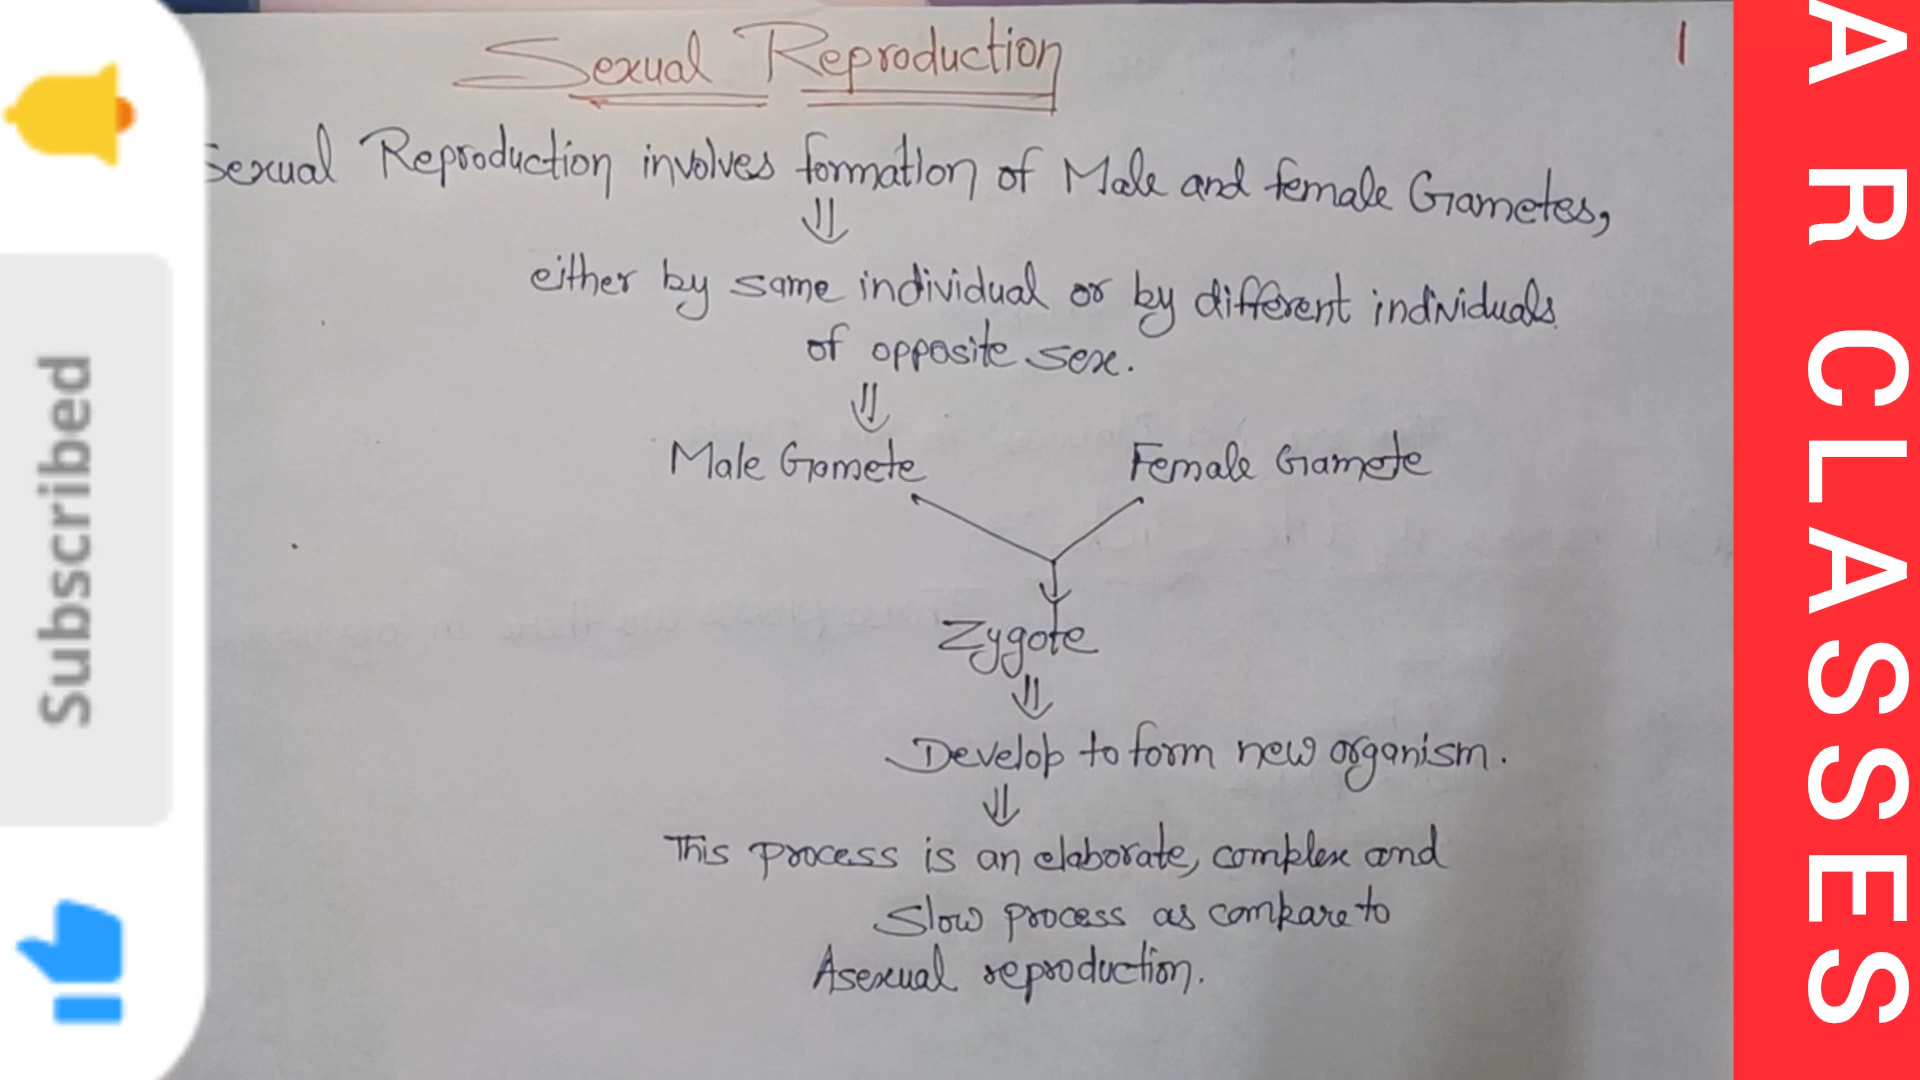 Sexual Reproduction
1
Sexual Reproduction involves formation of Male and female Gametes,
either by same individual or by different individuals
of opposite sex.
Male Gamete Female Gamete
Zygote
Develop to form new organism.
This process is an elaborate, complex and
Slow process as compare to
Asexual reproduction.
Subscribed
A R CLASSES